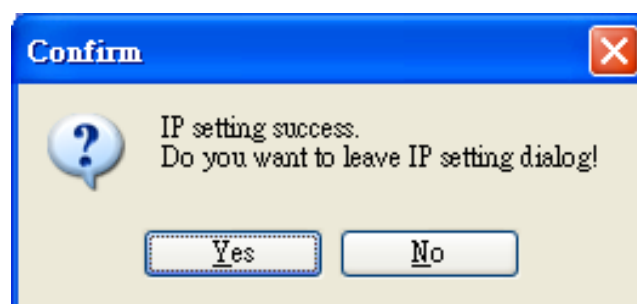 Confirm
IP setting success.
Do you want to leave IP setting dialog!
Yes
No